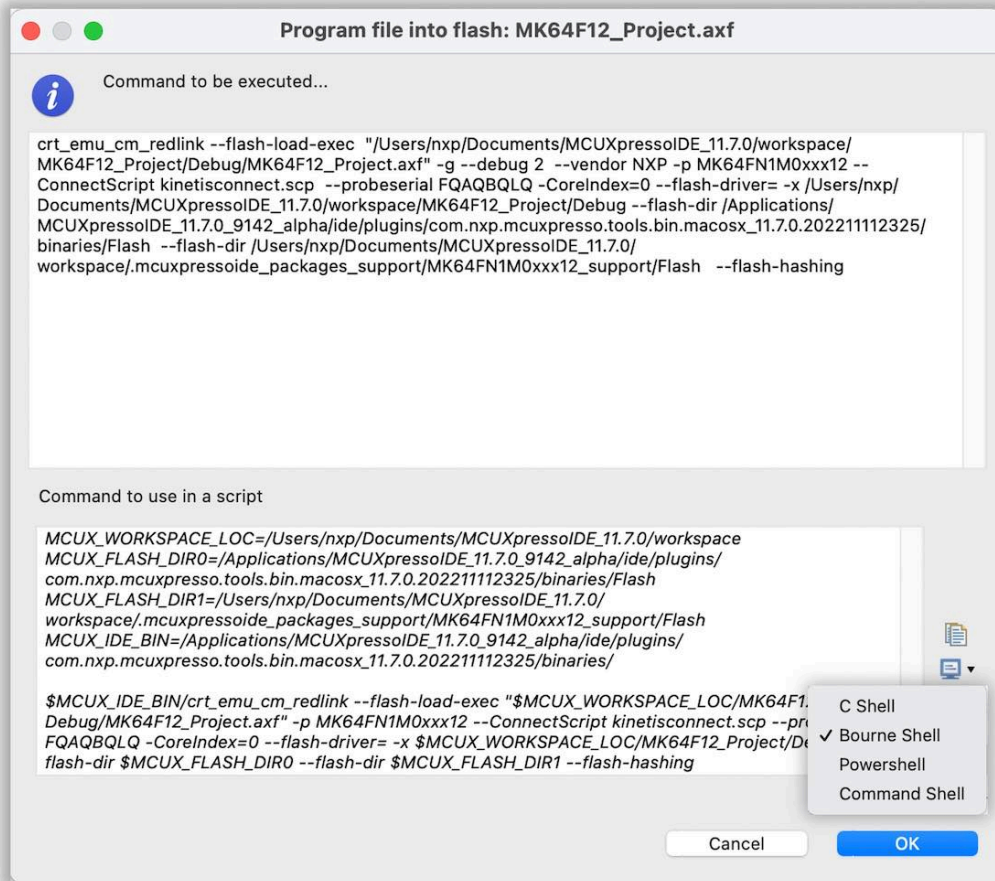 Program file into flash: MK64F12_Project.axf
Command to be executed...
crt_emu_cm_redlink --flash-load-exec  "/Users/nxp/Documents/MCUXpressoIDE_11.7.0/workspace/
MK64F12_Project/Debug/MK64F12_Project.axf" -g --debug 2  --vendor NXP -p MK64FN1M0xxx12 --
ConnectScript kinetisconnect.scp  --probeserial FQAQBQLQ -CoreIndex=0 --flash-driver= -x /Users/nxp/
Documents/MCUXpressoIDE_11.7.0/workspace/MK64F12_Project/Debug --flash-dir /Applications/
MCUXpressoIDE_11.7.0_9142_alpha/ide/plugins/com.nxp.mcuxpresso.tools.bin.macosx_11.7.0.202211112325/
binaries/Flash  --flash-dir /Users/nxp/Documents/MCUXpressoIDE_11.7.0/
workspace/.mcuxpressoide_packages_support/MK64FN1M0xxx12_support/Flash   --flash-hashing
Command to use in a script
MCUX_WORKSPACE_LOC=/Users/nxp/Documents/MCUXpressoIDE_11.7.0/workspace
MCUX_FLASH_DIR0=/Applications/MCUXpressoIDE_11.7.0_9142_alpha/ide/plugins/
com.nxp.mcuxpresso.tools.bin.macosx_11.7.0.202211112325/binaries/Flash
MCUX_FLASH_DIR1=/Users/nxp/Documents/MCUXpressoIDE_11.7.0/
workspace/.mcuxpressoide_packages_support/MK64FN1M0xxx12_support/Flash
MCUX_IDE_BIN=/Applications/MCUXpressoIDE_11.7.0_9142_alpha/ide/plugins/
com.nxp.mcuxpresso.tools.bin.macosx_11.7.0.202211112325/binaries/
$MCUX_IDE_BIN/crt_emu_cm_redlink --flash-load-exec "$MCUX_WORKSPACE_LOC/MK64F1
Debug/MK64F12_Project.axf" -p MK64FN1M0xxx12 --ConnectScript kinetisconnect.scp --pr
FQAQBQLQ -CoreIndex=0 --flash-driver= -x $MCUX_WORKSPACE_LOC/MK64F12_Project/De
flash-dir $MCUX_FLASH_DIR0 --flash-dir $MCUX_FLASH_DIR1 --flash-hashing
C Shell
✓ Bourne Shell
Powershell
Command Shell
Cancel
OK